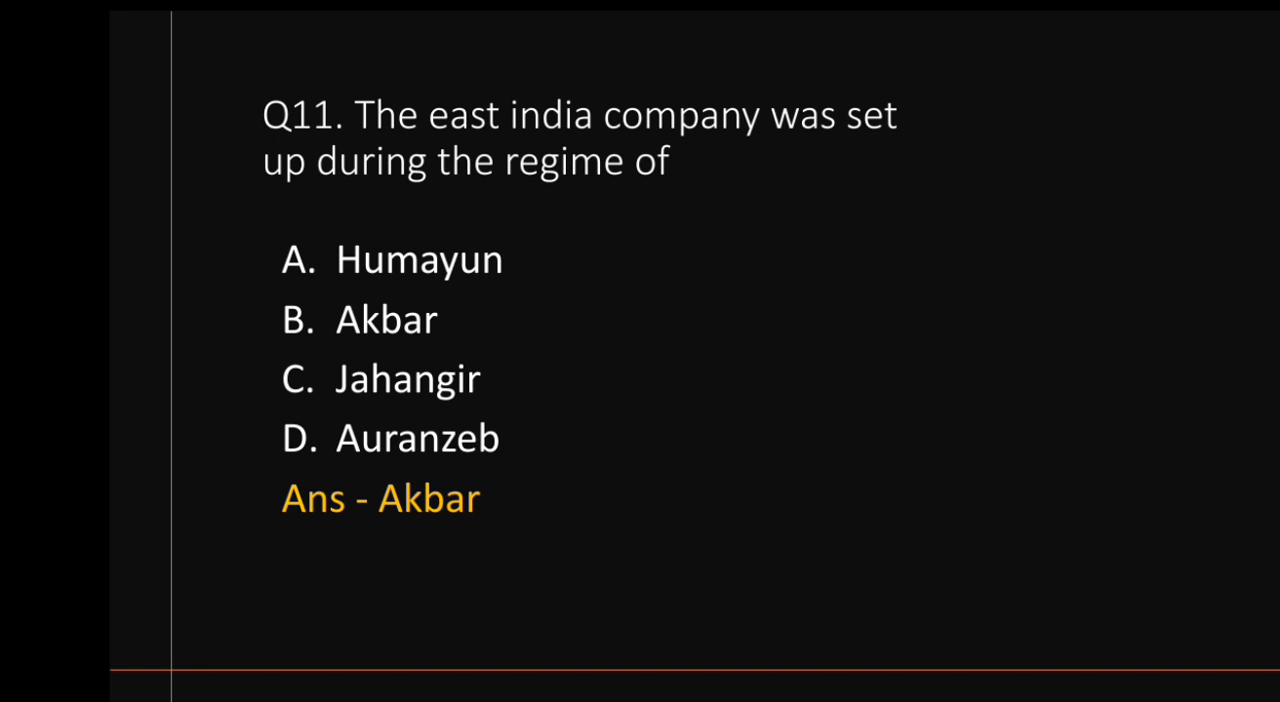 Q11. The east india company was set
up during the regime of
A. Humayun
B. Akbar
C. Jahangir
D. Auranzeb
Ans - Akbar